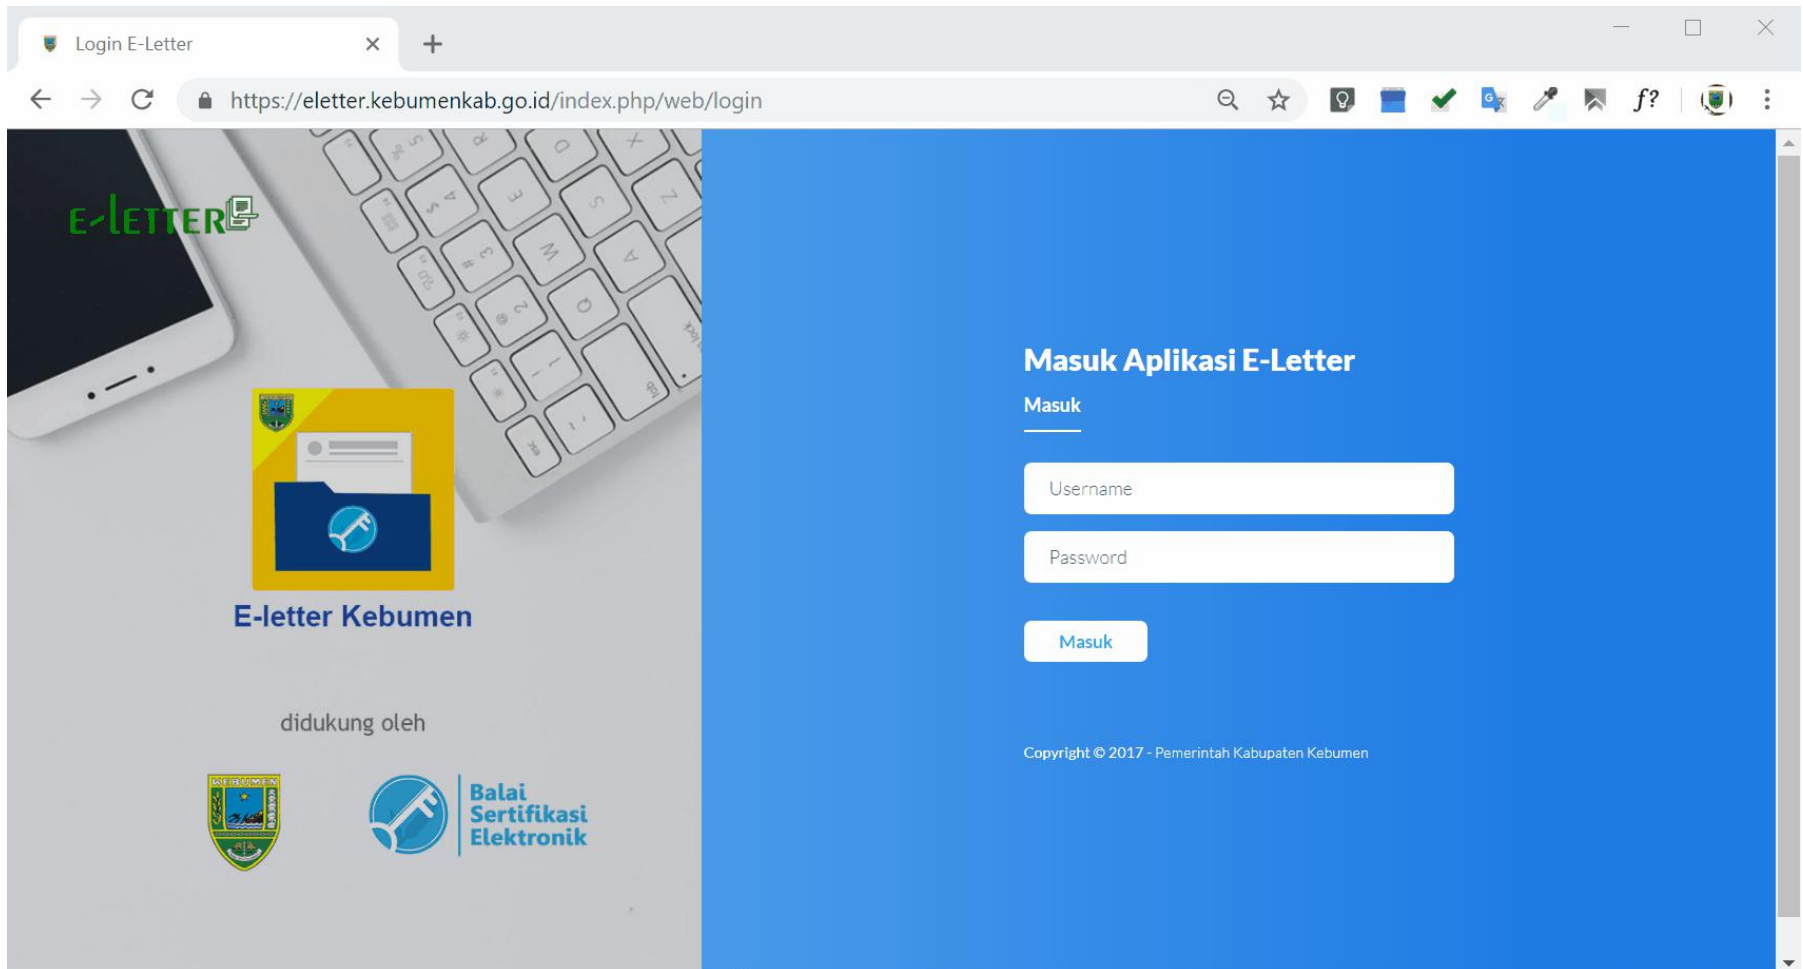 Login E-Letter
https://eletter.kebumenkab.go.id/index.php/web/login
f?
E-LETTER
E-letter Kebumen
didukung oleh
KEBUMEN
Balai
Sertifikasi
Elektronik
Masuk Aplikasi E-Letter
Masuk
Username
Password
Masuk
Copyright © 2017 - Pemerintah Kabupaten Kebumen